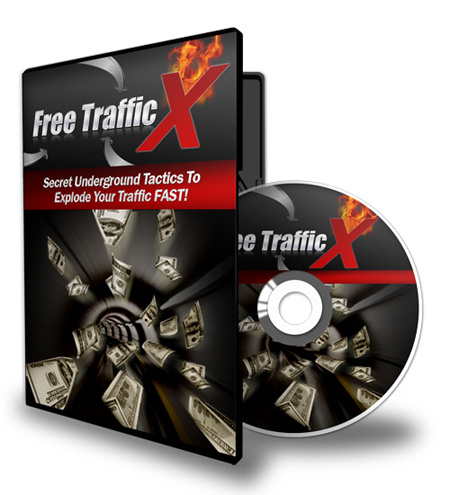 Free Traffic X
Secret Underground Tactics To
Explode Your Traffic FAST!
ee Traffic X